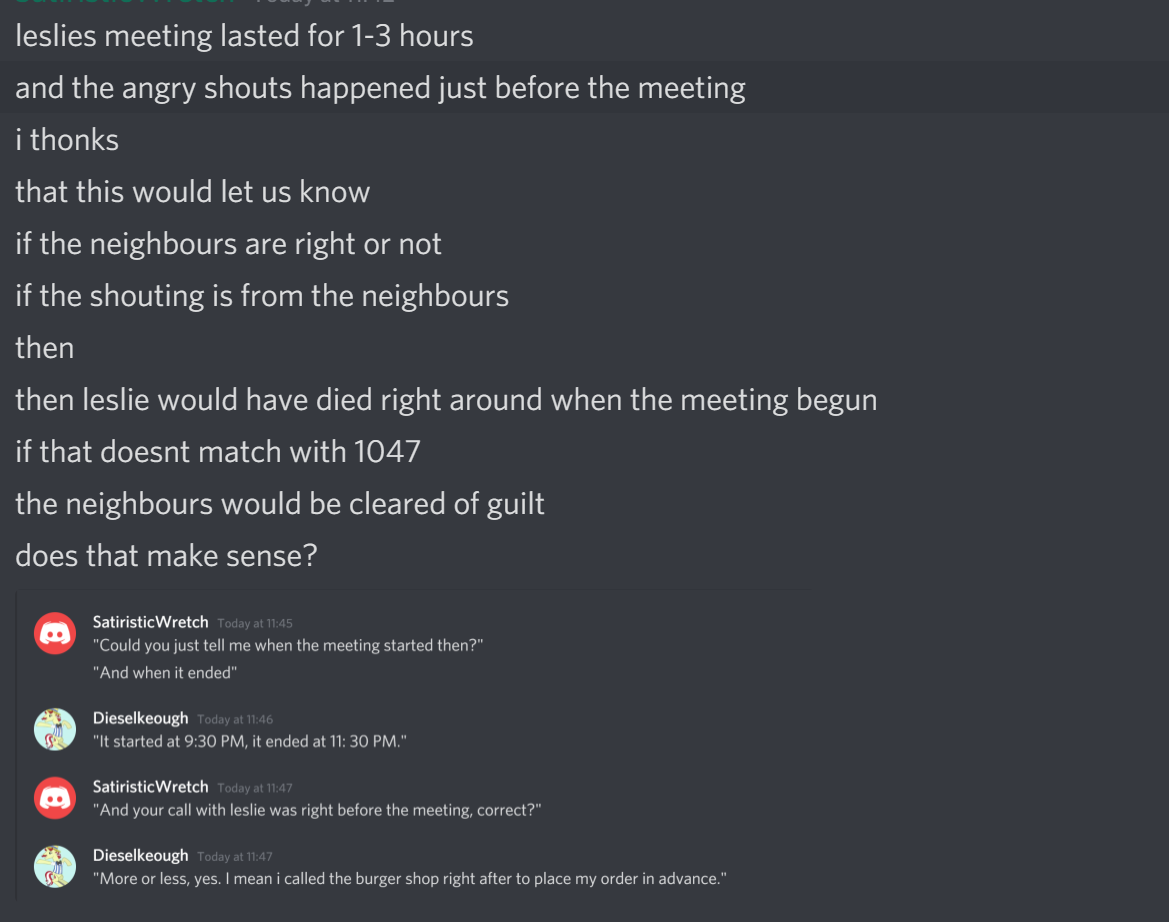 leslies meeting lasted for 1-3 hours
and the angry shouts happened just before the meeting
i thonks
that this would let us know
if the neighbours are right or not
if the shouting is from the neighbours
then
then leslie would have died right around when the meeting begun
if that doesnt match with 1047
the neighbours would be cleared of guilt
does that make sense?
SatiristicWretch Today at 11:45
"Could you just tell me when the meeting started then?"
"And when it ended"
Dieselkeough Today at 11:46
"It started at 9:30 PM, it ended at 11: 30 PM."
SatiristicWretch Today at 11:47
"And your call with leslie was right before the meeting, correct?"
Dieselkeough Today at 11:47
"More or less, yes. I mean i called the burger shop right after to place my order in advance."